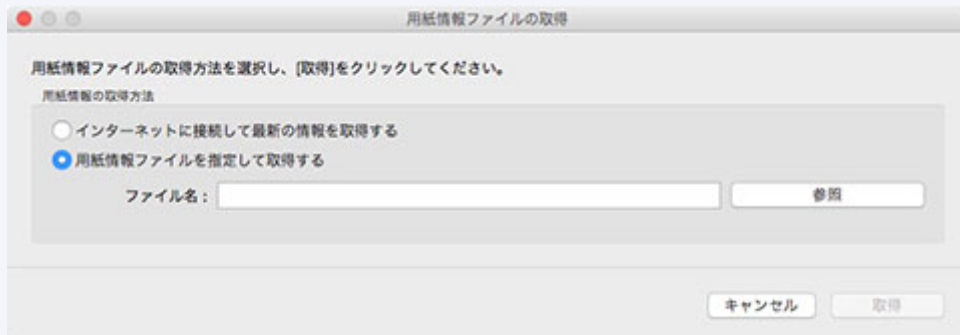 用紙情報ファイルの取得
用紙情報ファイルの取得方法を選択し、[取得]をクリックしてください。
用紙情報の取得方法
インターネットに接続して最新の情報を取得する
用紙情報ファイルを指定して取得する
ファイル名： 参照
キャンセル 取得